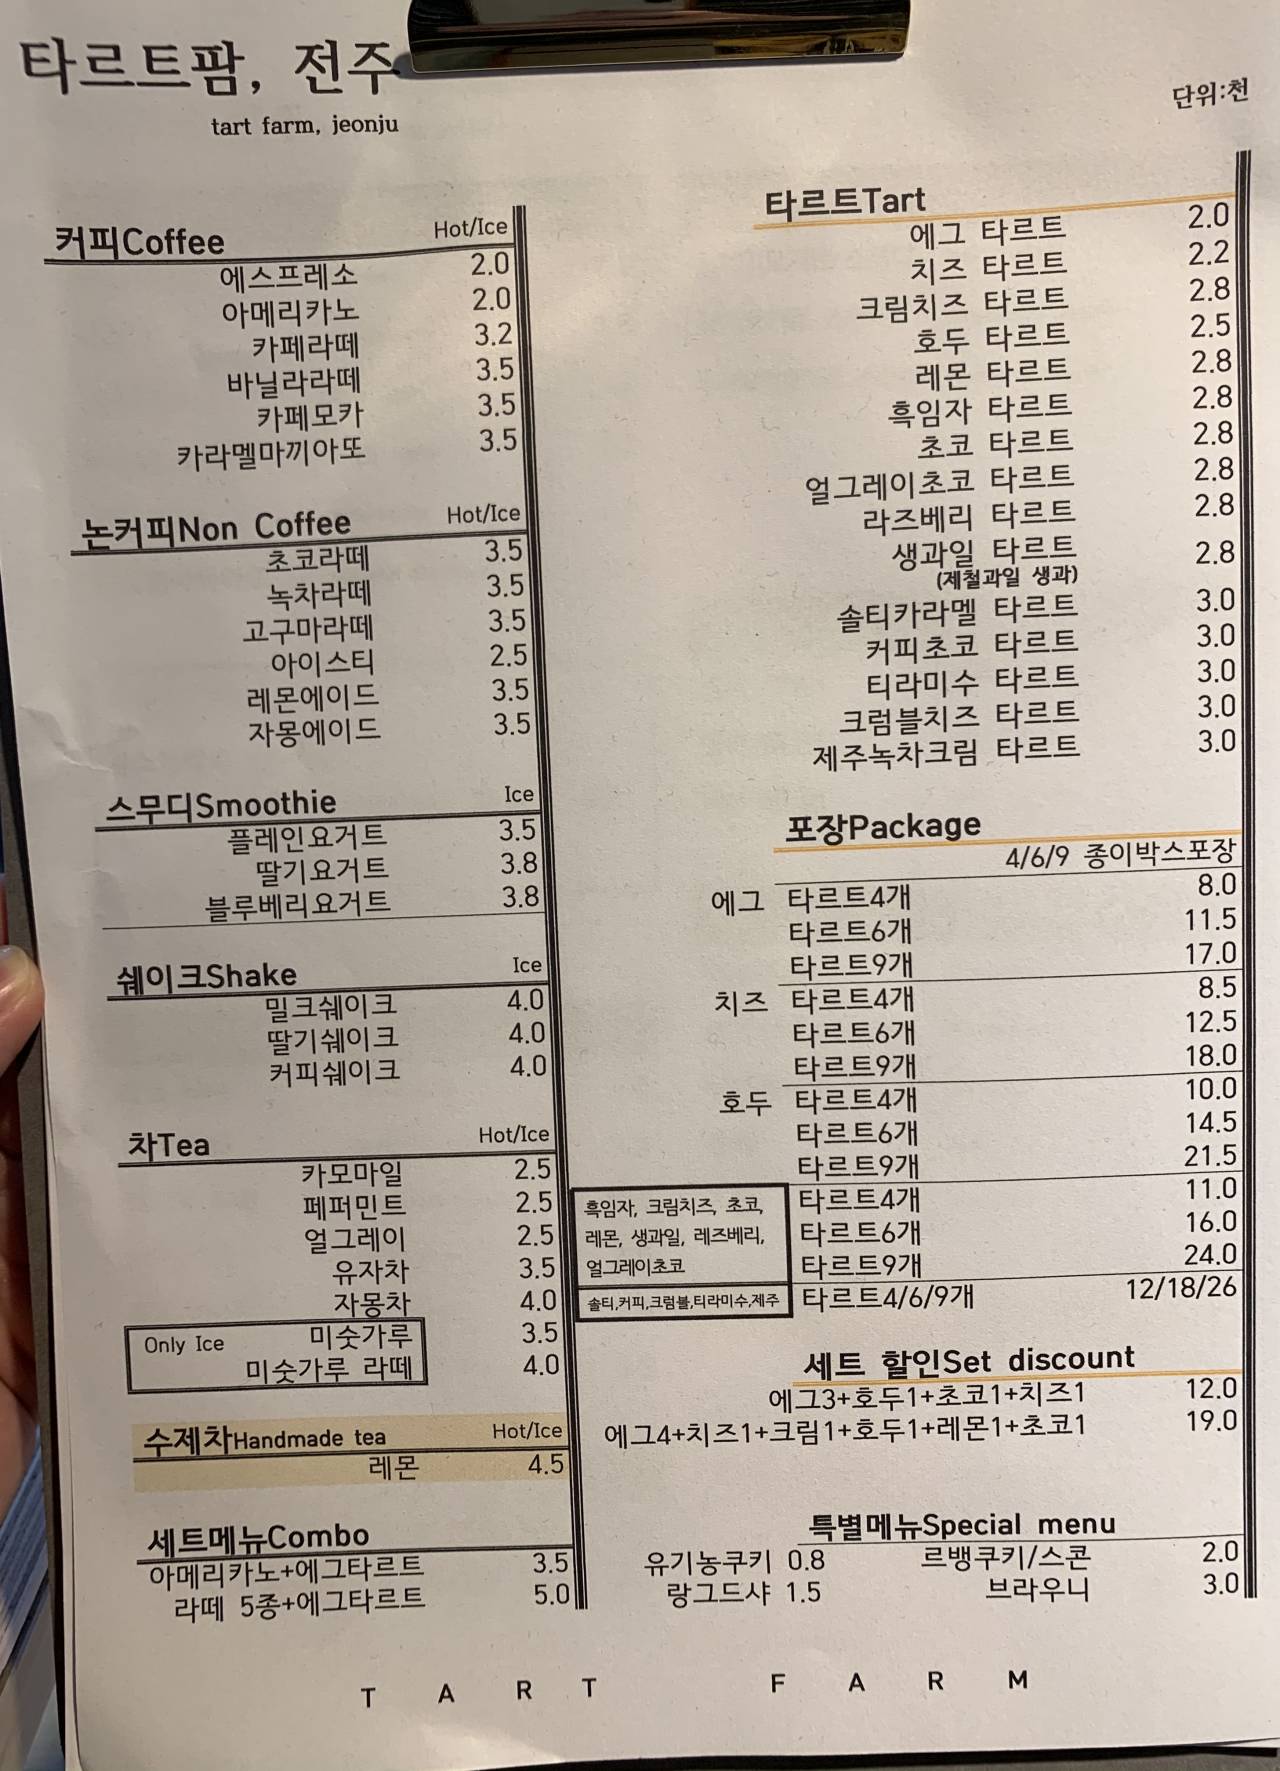 타르트팜, 전주
tart farm, jeonju
단위:천
커피Coffee Hot/Ice
에스프레소 2.0
아메리카노 2.0
카페라떼 3.2
바닐라라떼 3.5
카페모카 3.5
카라멜마끼아또 3.5
논커피Non Coffee Hot/Ice
초코라떼 3.5
녹차라떼 3.5
고구마라떼 3.5
아이스티 2.5
레몬에이드 3.5
자몽에이드 3.5
스무디Smoothie Ice
플레인요거트 3.5
딸기요거트 3.8
블루베리요거트 3.8
쉐이크Shake Ice
밀크쉐이크 4.0
딸기쉐이크 4.0
커피쉐이크 4.0
차Tea Hot/Ice
카모마일 2.5
페퍼민트 2.5
얼그레이 2.5
유자차 3.5
자몽차 4.0
Only Ice 미숫가루 3.5
미숫가루 라떼 4.0
수제차Handmade tea Hot/Ice
레몬 4.5
세트메뉴Combo
아메리카노+에그타르트 3.5
라떼 5종+에그타르트 5.0
타르트Tart
에그 타르트 2.0
치즈 타르트 2.2
크림치즈 타르트 2.8
호두 타르트 2.5
레몬 타르트 2.8
흑임자 타르트 2.8
초코 타르트 2.8
얼그레이초코 타르트 2.8
라즈베리 타르트 2.8
생과일 타르트 2.8
(제철과일 생과)
솔티카라멜 타르트 3.0
커피초코 타르트 3.0
티라미수 타르트 3.0
크럼블치즈 타르트 3.0
제주녹차크림 타르트 3.0
포장Package
4/6/9 종이박스포장
에그 타르트4개 8.0
타르트6개 11.5
타르트9개 17.0
치즈 타르트4개 8.5
타르트6개 12.5
타르트9개 18.0
호두 타르트4개 10.0
타르트6개 14.5
타르트9개 21.5
흑임자, 크림치즈, 초코, 타르트4개 11.0
레몬, 생과일, 레즈베리, 타르트6개 16.0
얼그레이초코 타르트9개 24.0
솔티,커피,크럼블,티라미수,제주 타르트4/6/9개 12/18/26
세트 할인Set discount
에그3+호두1+초코1+치즈1 12.0
에그4+치즈1+크림1+호두1+레몬1+초코1 19.0
특별메뉴Special menu
유기농쿠키 0.8 르뱅쿠키/스콘 2.0
랑그드샤 1.5 브라우니 3.0
TART FARM